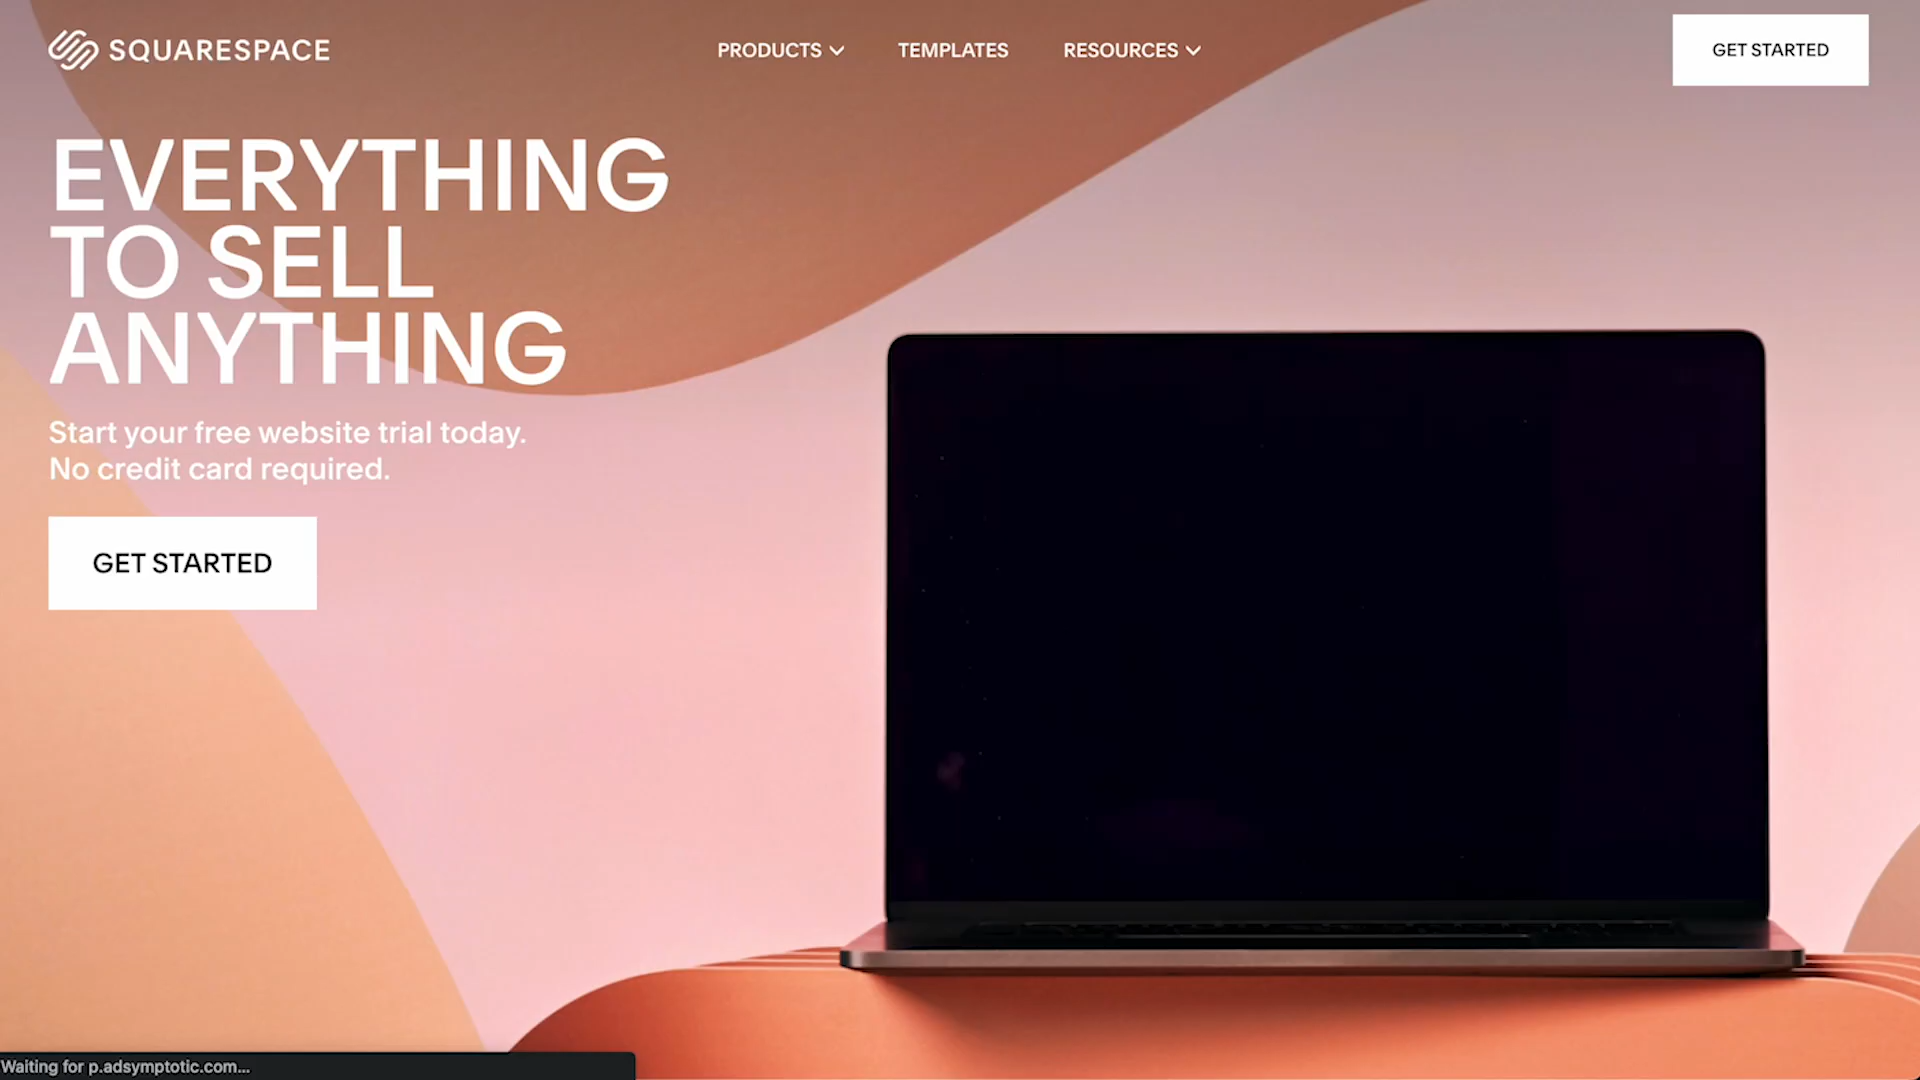 SQUARESPACE
PRODUCTS
TEMPLATES
RESOURCES
GET STARTED
EVERYTHING
TO SELL
ANYTHING
Start your free website trial today.
No credit card required.
GET STARTED
Waiting for p.adsymptotic.com...